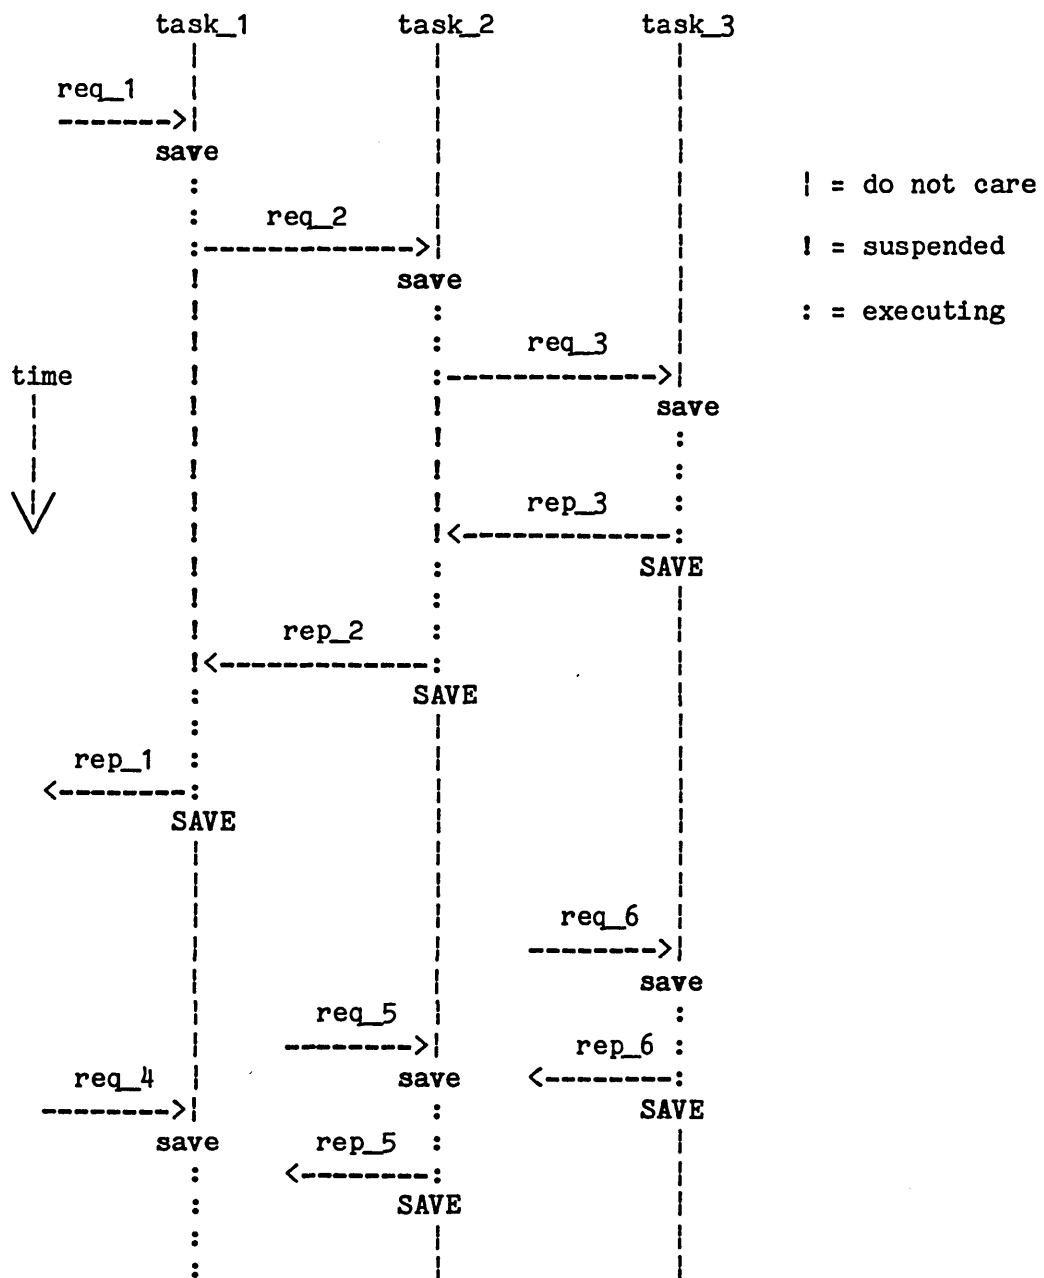 task_1 task_2 task_3
req_1
save
| = do not care
req_2
! = suspended
save
: = executing
req_3
time
save
rep_3
SAVE
rep_2
SAVE
rep_1
SAVE
req_6
save
req_5
rep_6
req_4 save
SAVE
save rep_5
SAVE